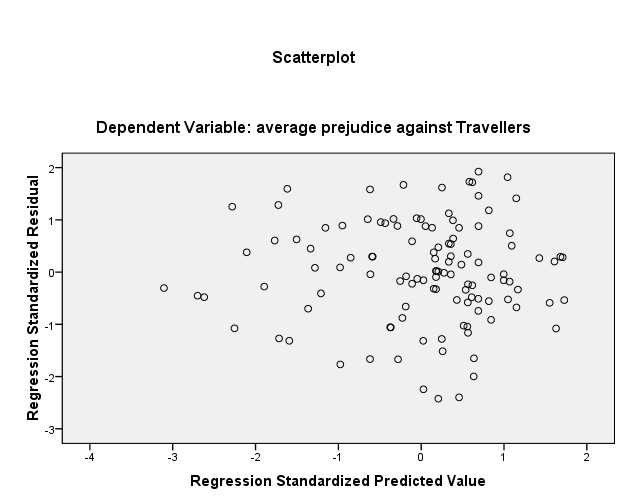 Scatterplot
Dependent Variable: average prejudice against Travellers
Regression Standardized Residual
2
1
0
-1
-2
-3
-4 -3 -2 -1 0 1 2
Regression Standardized Predicted Value